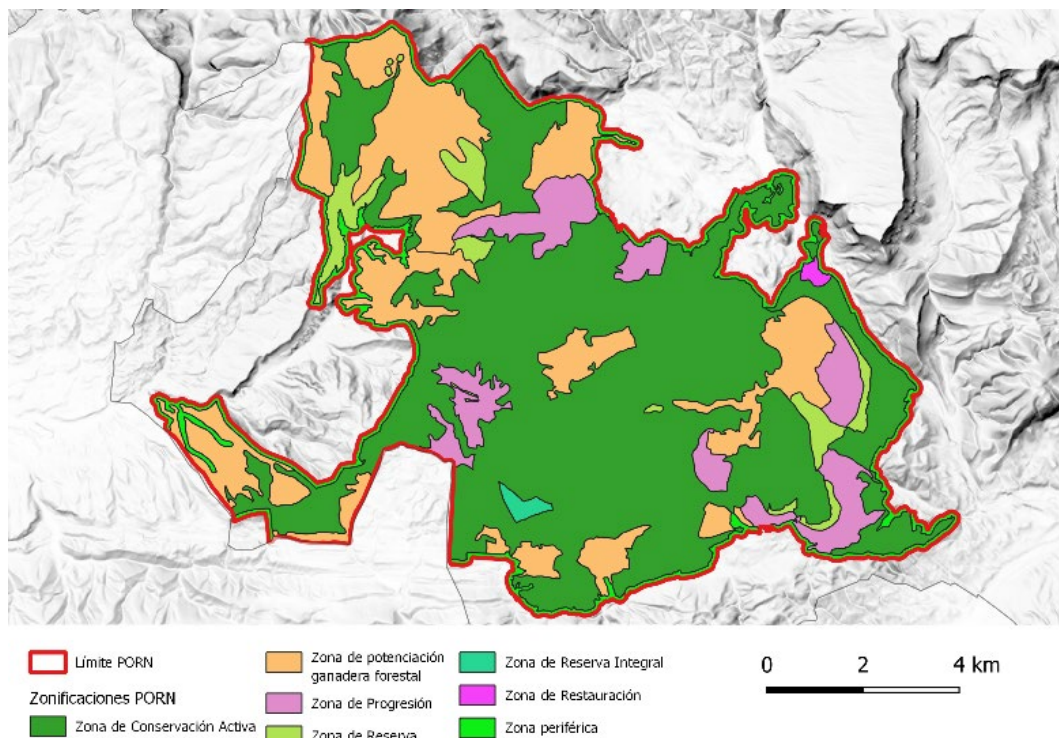 Límite PORN
Zonificaciones PORN
Zona de Conservación Activa
Zona de potenciación
ganadera forestal
Zona de Progresión
Zona de Reserva
Zona de Reserva Integral
Zona de Restauración
Zona periférica
0 2 4 km